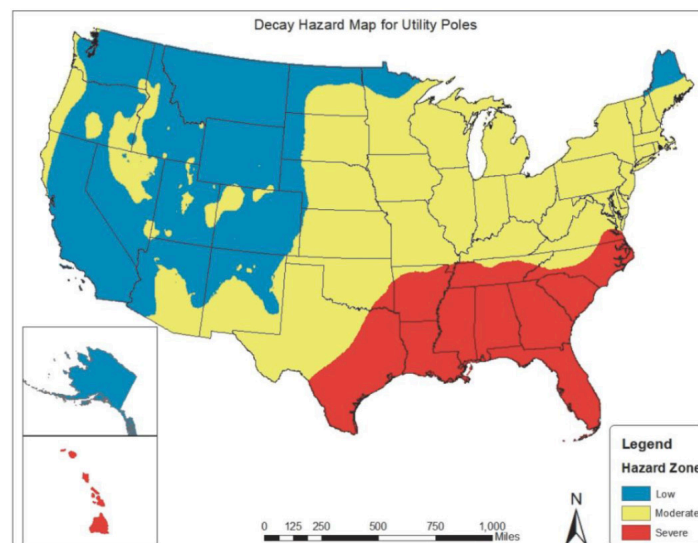 Decay Hazard Map for Utility Poles
Legend
Hazard Zone
Low
Moderate
Severe
N
0 125 250 500 750 1,000
Miles